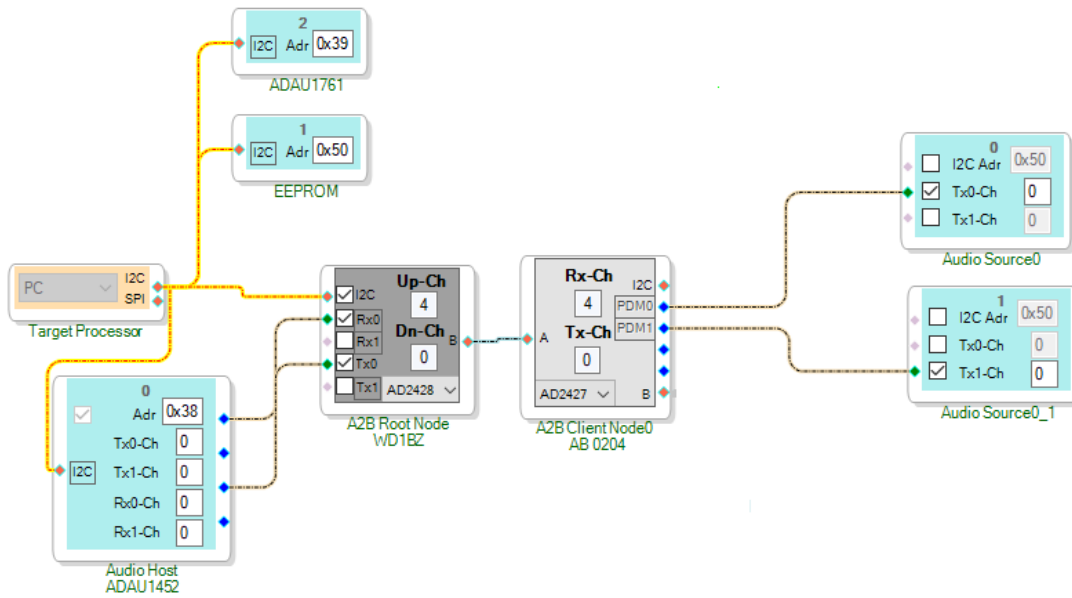 2
I2C Adr 0x39
ADAU1761
1
I2C Adr 0x50
EEPROM
PC I2C
SPI
Target Processor
0
Adr 0x38
Tx0-Ch 0
I2C Tx1-Ch 0
Rx0-Ch 0
Rx1-Ch 0
Audio Host
ADAU1452
Up-Ch
I2C 4
Rx0
Dn-Ch
Rx1 0 B
Tx0
Tx1 AD2428
A2B Root Node
WD1BZ
Rx-Ch I2C
4 PDM0
Tx-Ch PDM1
A 0
AD2427 B
A2B Client Node0
AB 0204
0
I2C Adr 0x50
Tx0-Ch 0
Tx1-Ch 0
Audio Source0
1
I2C Adr 0x50
Tx0-Ch 0
Tx1-Ch 0
Audio Source0_1